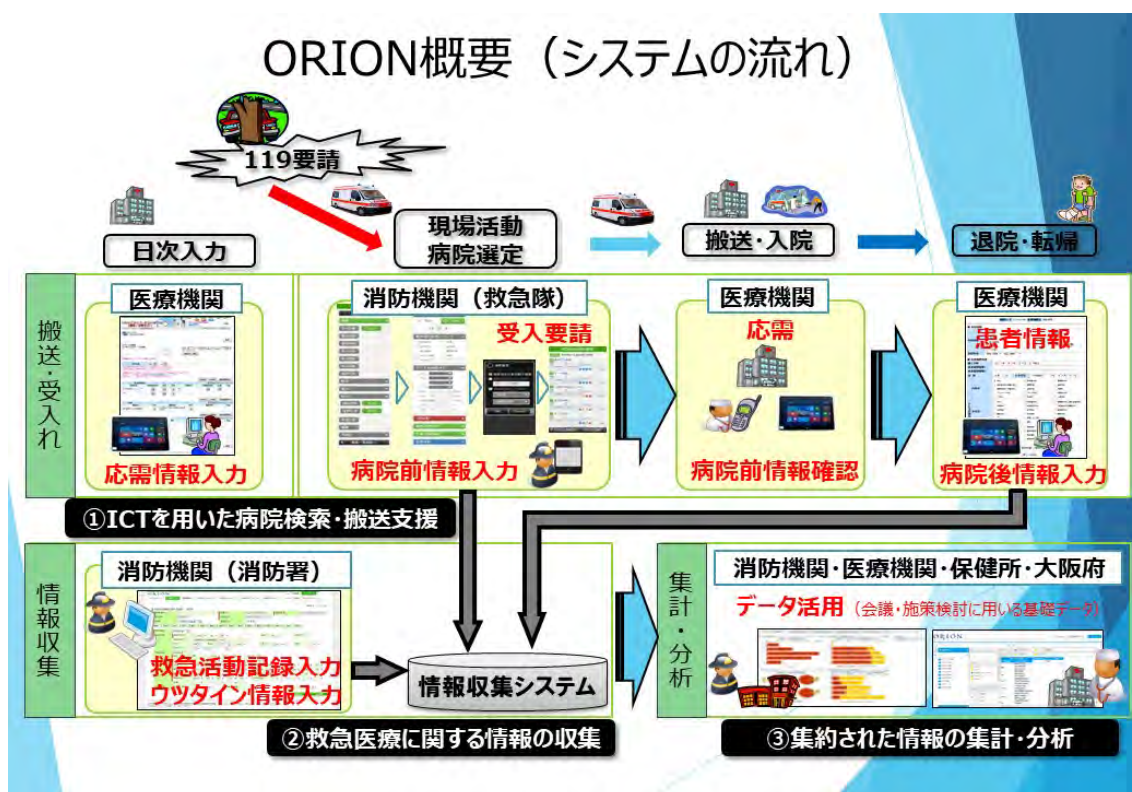 ORION概要（システムの流れ）
119要請
日次入力
現場活動
病院選定
搬送・入院
退院・転帰
搬送・受入れ
医療機関
応需情報入力
消防機関（救急隊）
受入要請
病院前情報入力
医療機関
応需
病院前情報確認
医療機関
患者情報
病院後情報入力
①ICTを用いた病院検索・搬送支援
情報収集
消防機関（消防署）
救急活動記録入力
ウツタイン情報入力
情報収集システム
②救急医療に関する情報の収集
集計・分析
消防機関・医療機関・保健所・大阪府
データ活用（会議・施策検討に用いる基礎データ）
ORION
③集約された情報の集計・分析